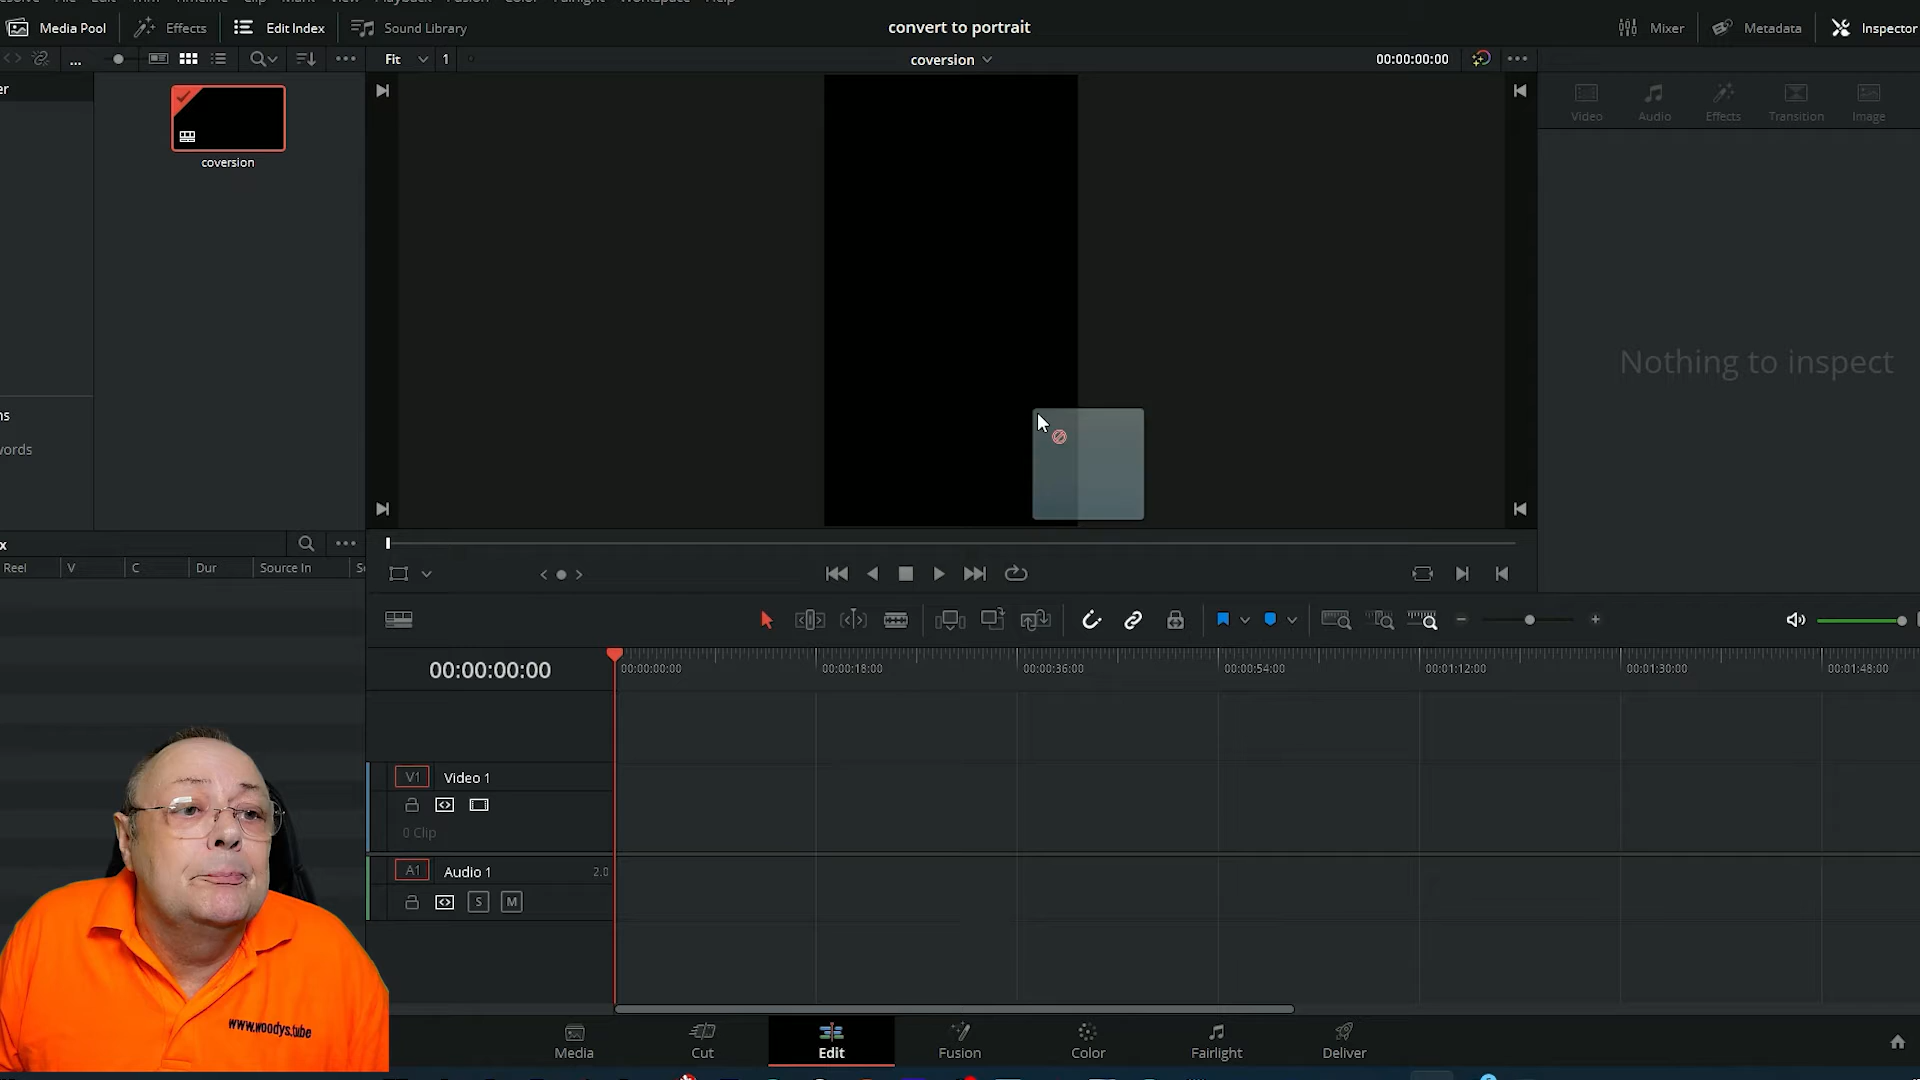 Media Pool Effects Edit Index Sound Library convert to portrait Mixer Metadata Inspector
... Fit 1 coversion 00:00:00:00
er
coversion
Video Audio Effects Transition Image
Nothing to inspect
ns
words
x
Reel V C Dur Source In
00:00:00:00 00:00:00:00 00:00:18:00 00:00:36:00 00:00:54:00 00:01:12:00 00:01:30:00 00:01:48:00
V1 Video 1
0 Clip
A1 Audio 1 2.0
S M
www.woodys.tube
Media Cut Edit Fusion Color Fairlight Deliver